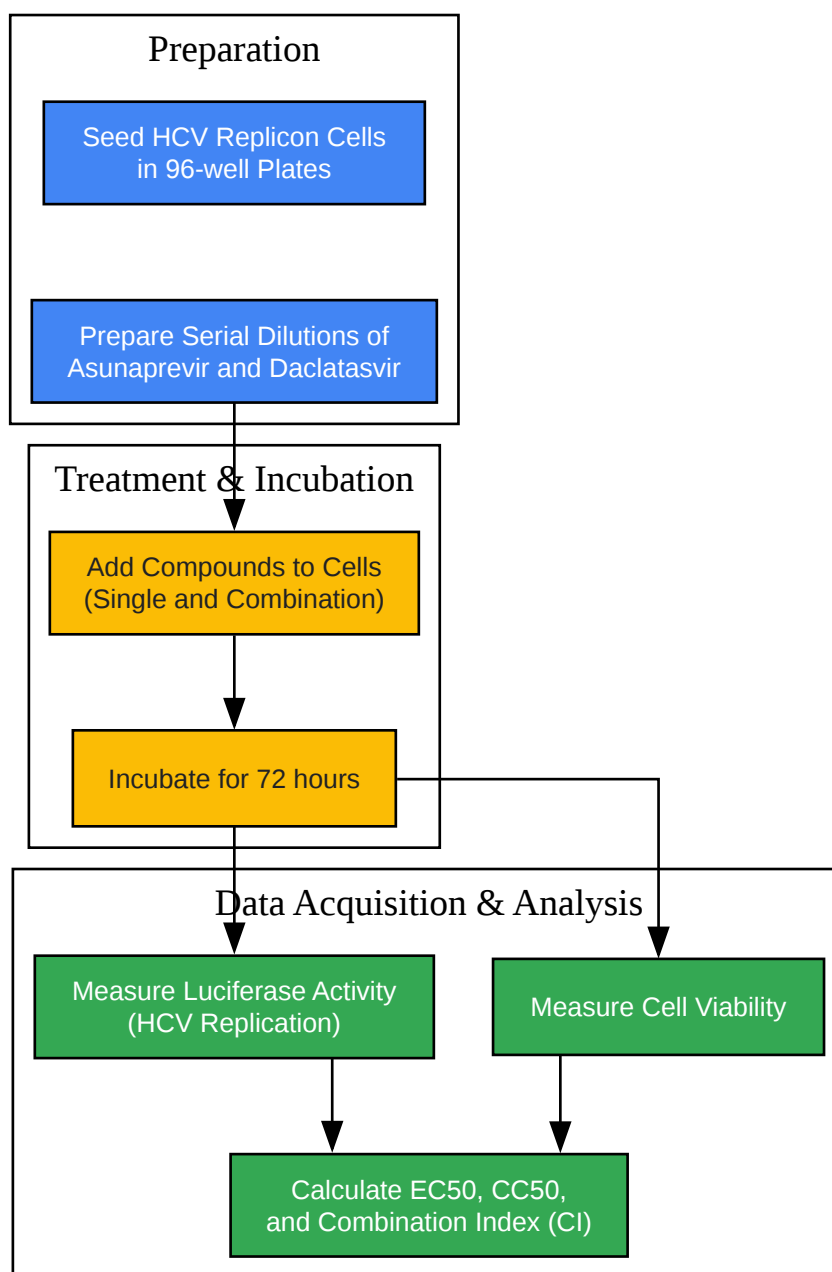 Preparation
Seed HCV Replicon Cells
in 96-well Plates
Prepare Serial Dilutions of
Asunaprevir and Daclatasvir
Treatment & Incubation
Add Compounds to Cells
(Single and Combination)
Incubate for 72 hours
Data Acquisition & Analysis
Measure Luciferase Activity
(HCV Replication)
Measure Cell Viability
Calculate EC50, CC50,
and Combination Index (CI)